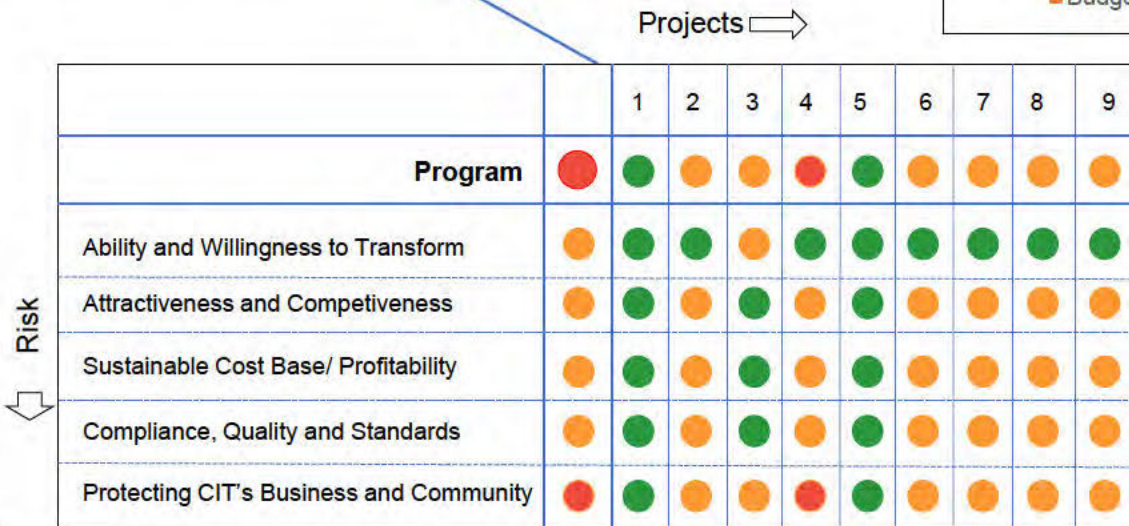 Projects
1 2 3 4 5 6 7 8 9
Program
Ability and Willingness to Transform
Attractiveness and Competiveness
Sustainable Cost Base/ Profitability
Compliance, Quality and Standards
Protecting CIT's Business and Community
Risk